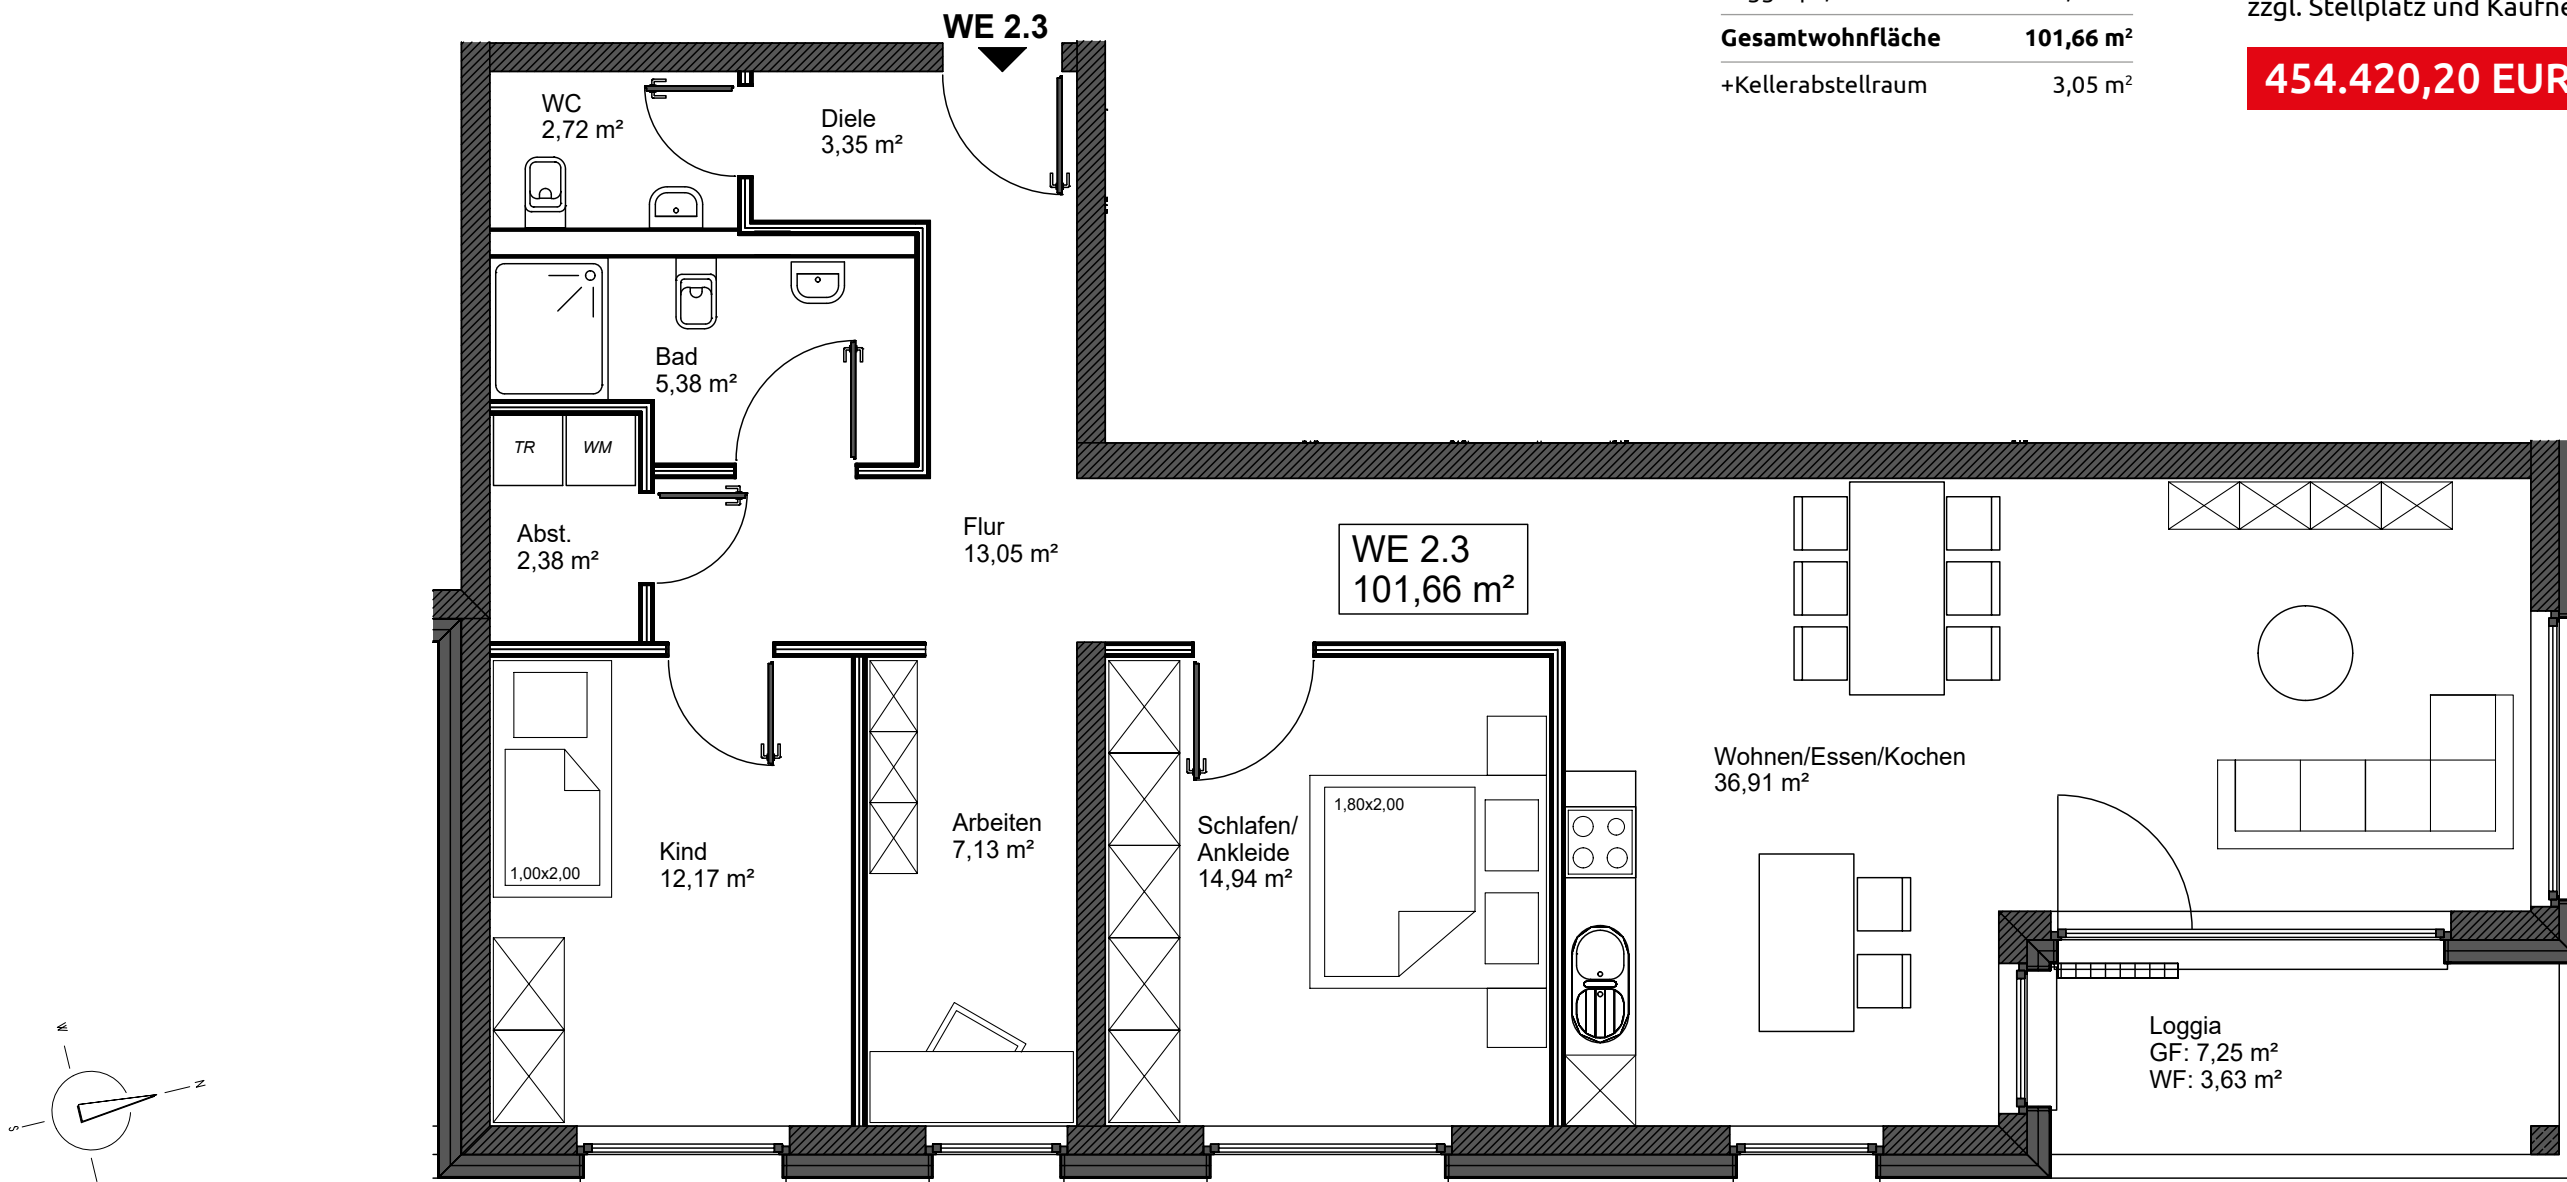 WE 2.3
zzgl. Stellplatz und Kaufne
Gesamtwohnfläche 101,66 m²
+Kellerabstellraum 3,05 m²
454.420,20 EUR
WC
2,72 m²
Diele
3,35 m²
Bad
5,38 m²
TR
WM
Abst.
2,38 m²
Flur
13,05 m²
WE 2.3
101,66 m²
Wohnen/Essen/Kochen
36,91 m²
1,80x2,00
Schlafen/
Ankleide
14,94 m²
Arbeiten
7,13 m²
Kind
12,17 m²
1,00x2,00
Loggia
GF: 7,25 m²
WF: 3,63 m²
W
N
S